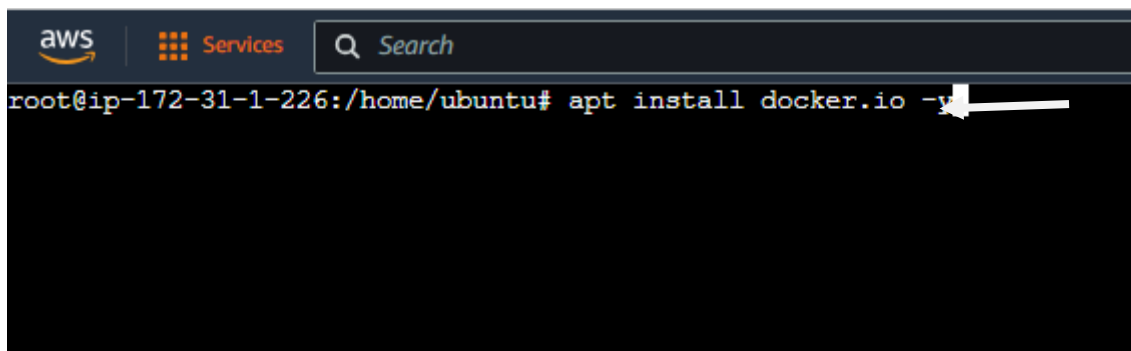 aws Services Search
root@ip-172-31-1-226:/home/ubuntu# apt install docker.io -y